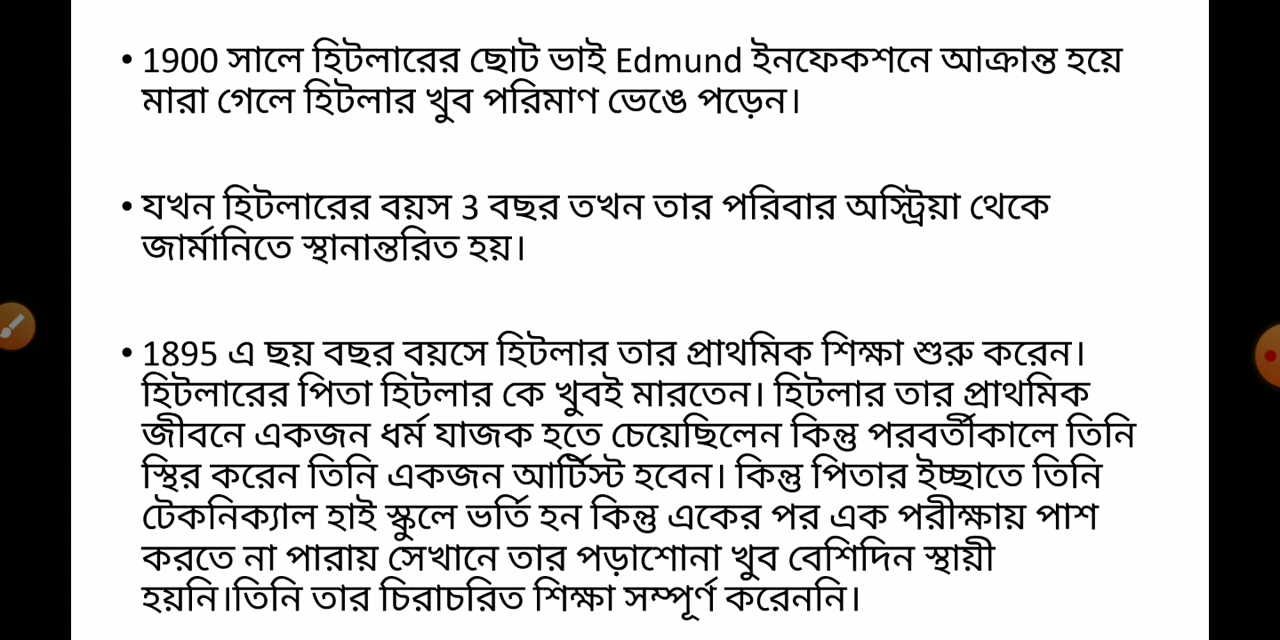 • 1900 সালে হিটলারের ছোট ভাই Edmund ইনফেকশনে আক্রান্ত হয়ে
মারা গেলে হিটলার খুব পরিমাণ ভেঙে পড়েন।
• যখন হিটলারের বয়স 3 বছর তখন তার পরিবার অস্ট্রিয়া থেকে
জার্মানিতে স্থানান্তরিত হয়।
• 1895 এ ছয় বছর বয়সে হিটলার তার প্রাথমিক শিক্ষা শুরু করেন।
হিটলারের পিতা হিটলার কে খুবই মারতেন। হিটলার তার প্রাথমিক
জীবনে একজন ধর্ম যাজক হতে চেয়েছিলেন কিন্তু পরবর্তীকালে তিনি
স্থির করেন তিনি একজন আর্টিস্ট হবেন। কিন্তু পিতার ইচ্ছাতে তিনি
টেকনিক্যাল হাই স্কুলে ভর্তি হন কিন্তু একের পর এক পরীক্ষায় পাশ
করতে না পারায় সেখানে তার পড়াশোনা খুব বেশিদিন স্থায়ী
হয়নি।তিনি তার চিরাচরিত শিক্ষা সম্পূর্ণ করেননি।